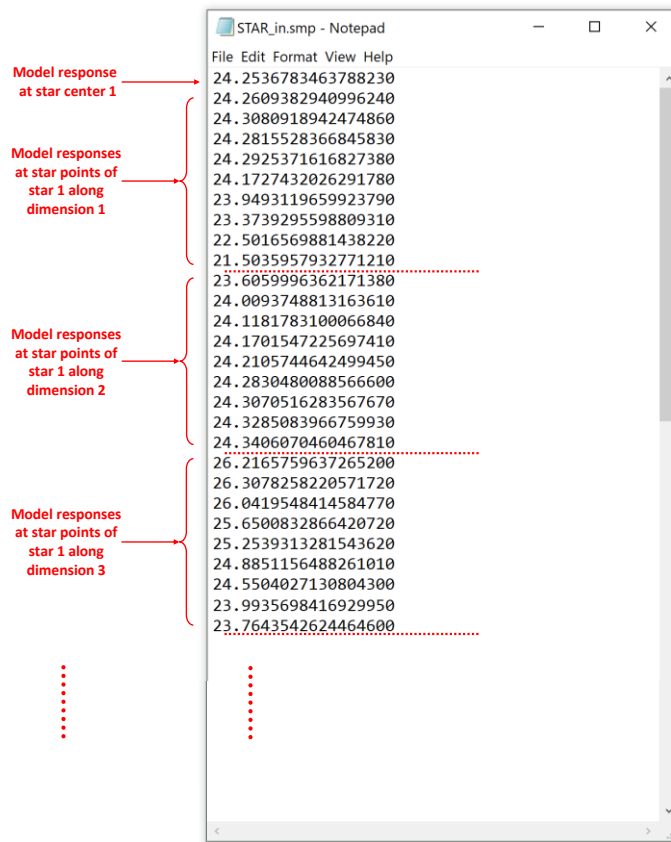 STAR_in.smp - Notepad
File Edit Format View Help
Model response
at star center 1
24.2536783463788230
Model responses
at star points of
star 1 along
dimension 1
24.2609382940996240
24.3080918942474860
24.2815528366845830
24.2925371616827380
24.1727432026291780
23.9493119659923790
23.3739295598809310
22.5016569881438220
21.5035957932771210
Model responses
at star points of
star 1 along
dimension 2
23.6059996362171380
24.0093748813163610
24.1181783100066840
24.1701547225697410
24.2105744642499450
24.2830480088566600
24.3070516283567670
24.3285083966759930
24.3406070460467810
Model responses
at star points of
star 1 along
dimension 3
26.2165759637265200
26.3078258220571720
26.0419548414584770
25.6500832866420720
25.2539313281543620
24.8851156488261010
24.5504027130804300
23.9935698416929950
23.7643542624464600